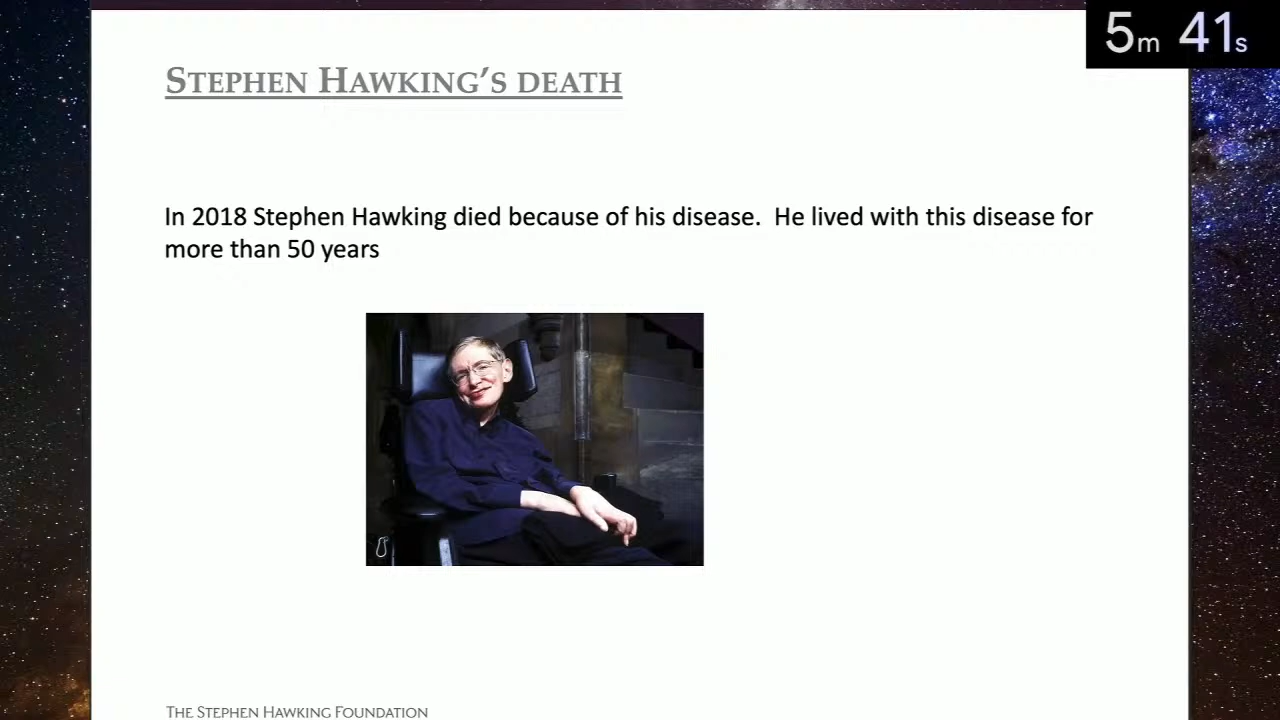 5m 41s
STEPHEN HAWKING'S DEATH
In 2018 Stephen Hawking died because of his disease.  He lived with this disease for
more than 50 years
THE STEPHEN HAWKING FOUNDATION